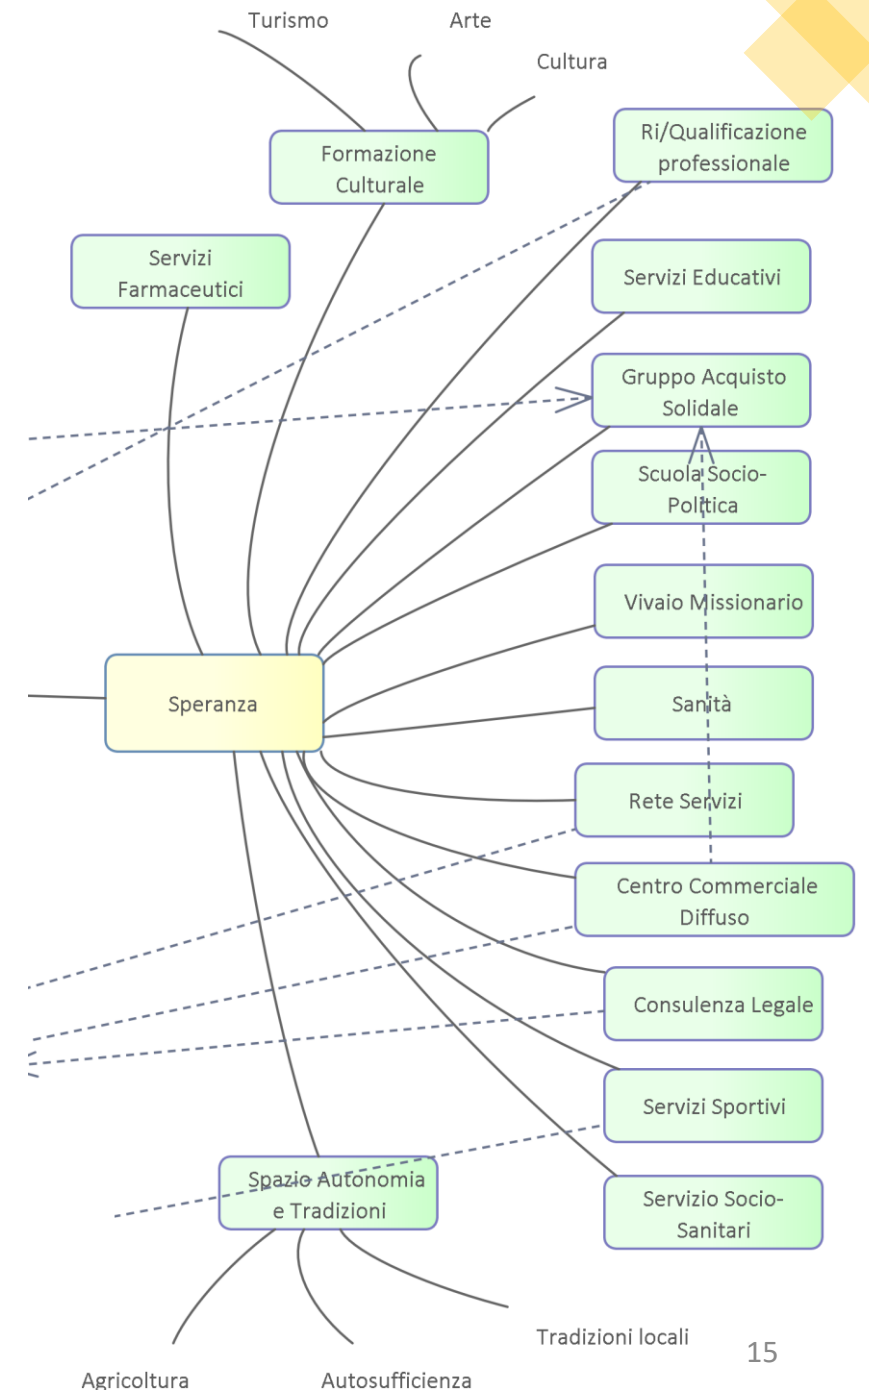 Turismo
Arte
Cultura
Formazione
Culturale
Ri/Qualificazione
professionale
Servizi
Farmaceutici
Servizi Educativi
Gruppo Acquisto
Solidale
Scuola Socio-
Politica
Vivaio Missionario
Speranza
Sanità
Rete Servizi
Centro Commerciale
Diffuso
Consulenza Legale
Servizi Sportivi
Spazio Autonomia
e Tradizioni
Servizio Socio-
Sanitari
Tradizioni locali
15
Agricoltura
Autosufficienza